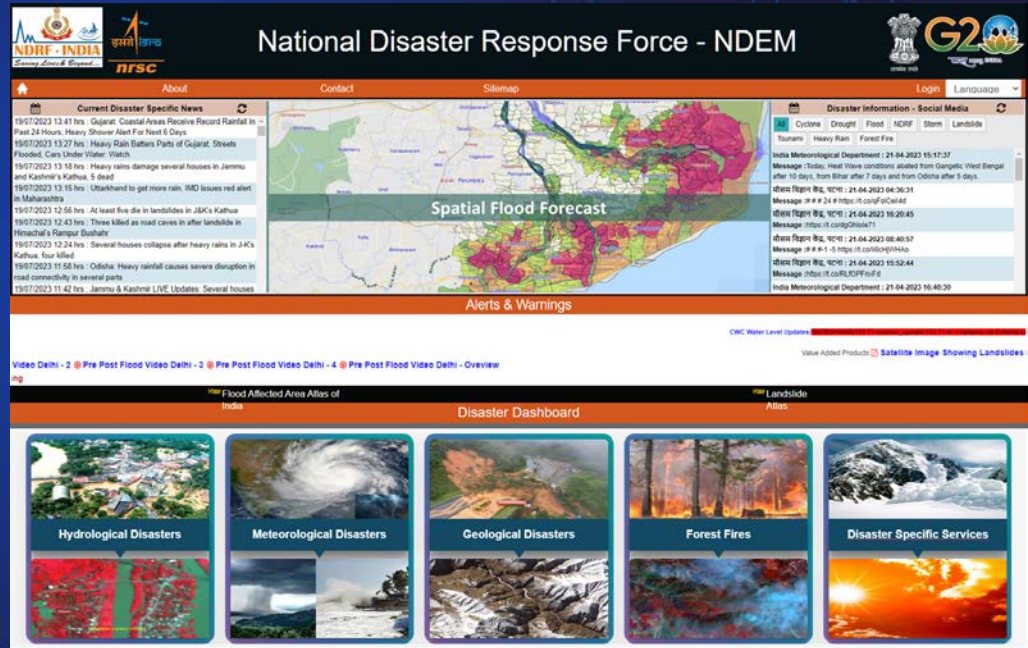 NDRF - INDIA
Saving Lives & Beyond...
इसरो isro
nrsc
National Disaster Response Force - NDEM
G20
About
Contact
Sitemap
Login
Language
Current Disaster Specific News
19/07/2023 13:41 hrs : Gujarat: Coastal Areas Receive Record Rainfall In
Past 24 Hours, Heavy Shower Alert For Next 6 Days
19/07/2023 13:27 hrs : Heavy Rain Batters Parts of Gujarat, Streets
Flooded, Cars Under Water: Watch
19/07/2023 13:18 hrs : Heavy rains damage several houses in Jammu
and Kashmir's Kathua, 5 dead
19/07/2023 13:15 hrs : Uttarkhand to get more rain, IMD issues red alert
in Maharashtra
19/07/2023 12:56 hrs : At least five die in landslides in J&K's Kathua
19/07/2023 12:43 hrs : Three killed as road caves in after landslide in
Himachal's Rampur Bushahr
19/07/2023 12:24 hrs : Several houses collapse after heavy rains in J-K's
Kathua, four killed
19/07/2023 11:58 hrs : Odisha: Heavy rainfall causes severe disruption in
road connectivity in several parts
19/07/2023 11:42 hrs : Jammu & Kashmir LIVE Updates: Several houses
Spatial Flood Forecast
Disaster Information - Social Media
All Cyclone Drought Flood NDRF Storm Landslide
Tsunami Heavy Rain Forest Fire
India Meteorological Department : 21-04-2023 15:17:37
Message :Today, Heat Wave conditions abated from Gangetic West Bengal
after 10 days, from Bihar after 7 days and from Odisha after 5 days.
मौसम विज्ञान केंद्र, पटना : 21-04-2023 04:36:31
Message :# # # 24 #
मौसम विज्ञान केंद्र, पटना : 21-04-2023 16:20:45
Message
मौसम विज्ञान केंद्र, पटना : 21-04-2023 08:40:57
Message :# # #-1 -5
मौसम विज्ञान केंद्र, पटना : 21-04-2023 15:52:44
Message
India Meteorological Department : 21-04-2023 16:40:30
Alerts & Warnings
CWC Water Level Updates:
Value Added Products Satellite Image Showing Landslides
Video Delhi - 2 Pre Post Flood Video Delhi - 3 Pre Post Flood Video Delhi - 4 Pre Post Flood Video Delhi - Oveview
ing
Flood Affected Area Atlas of
India
Landslide
Atlas
Disaster Dashboard
Hydrological Disasters
Meteorological Disasters
Geological Disasters
Forest Fires
Disaster Specific Services